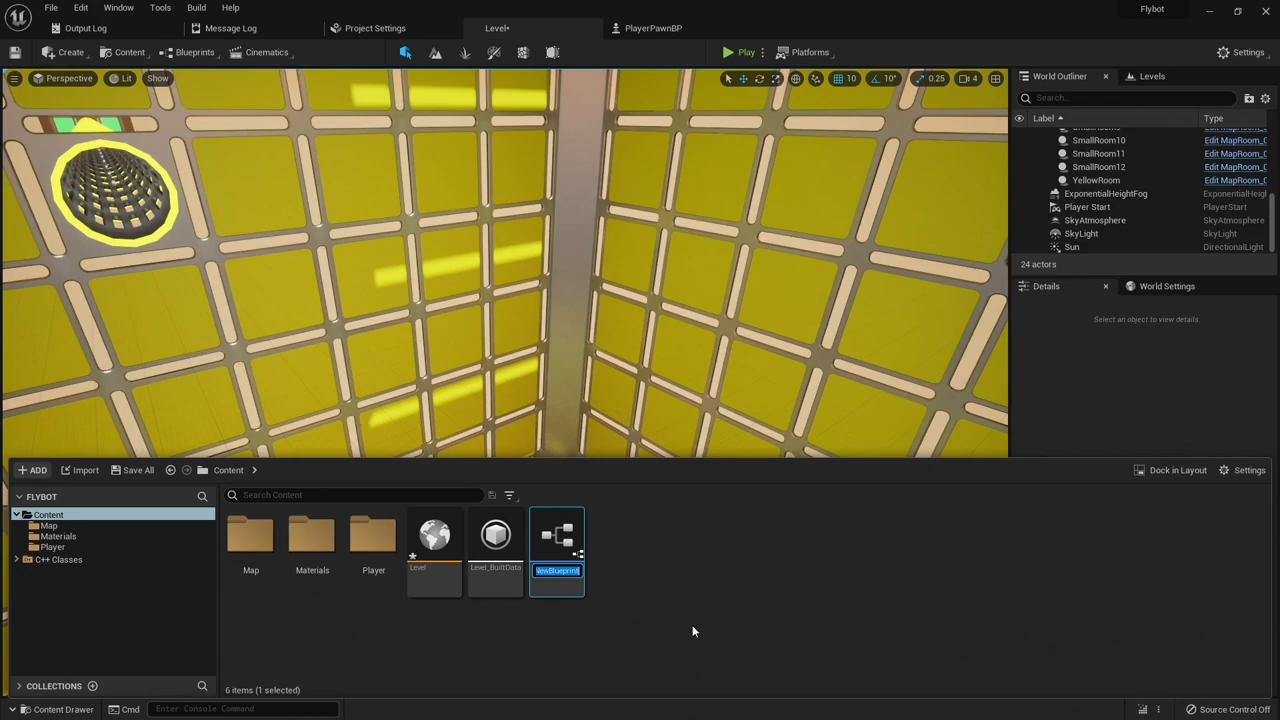 File Edit Window Tools Build Help
Flybot
Output Log Message Log Project Settings Level• PlayerPawnBP
Create Content Blueprints Cinematics Play Platforms Settings
Perspective Lit Show 10 10° 0.25 4
World Outliner Levels
Search...
Label Type
SmallRoom10 Edit MapRoom_C
SmallRoom11 Edit MapRoom_C
SmallRoom12 Edit MapRoom_C
YellowRoom Edit MapRoom_C
ExponentialHeightFog ExponentialHeigh
Player Start PlayerStart
SkyAtmosphere SkyAtmosphere
SkyLight SkyLight
Sun DirectionalLight
24 actors
Details World Settings
Select an object to view details.
ADD Import Save All Content Dock in Layout Settings
FLYBOT
Search Content
Content
Map
Materials
Player
C++ Classes
Map Materials Player Level Level_BuiltData NewBlueprint
COLLECTIONS
6 items (1 selected)
Content Drawer Cmd Enter Console Command Source Control Off